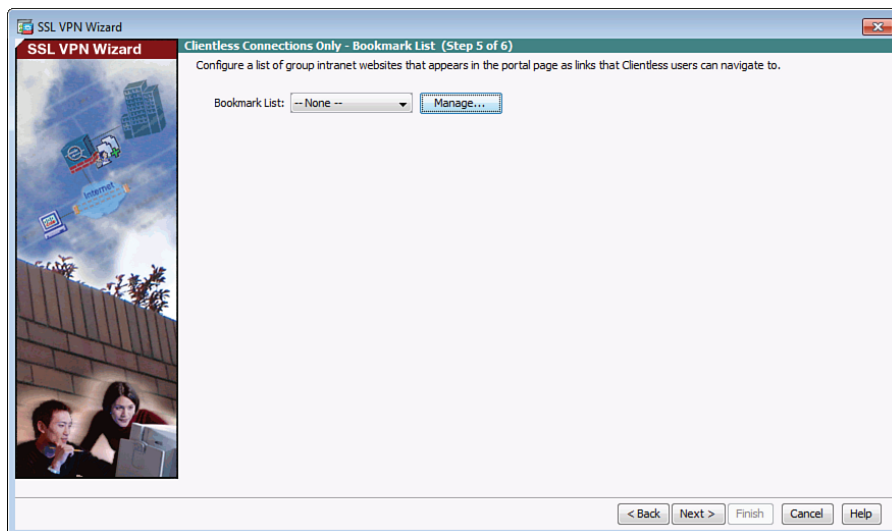 SSL VPN Wizard
SSL VPN Wizard
Clientless Connections Only - Bookmark List (Step 5 of 6)
Configure a list of group intranet websites that appears in the portal page as links that Clientless users can navigate to.
Bookmark List: -- None -- Manage...
Internet
< Back Next > Finish Cancel Help